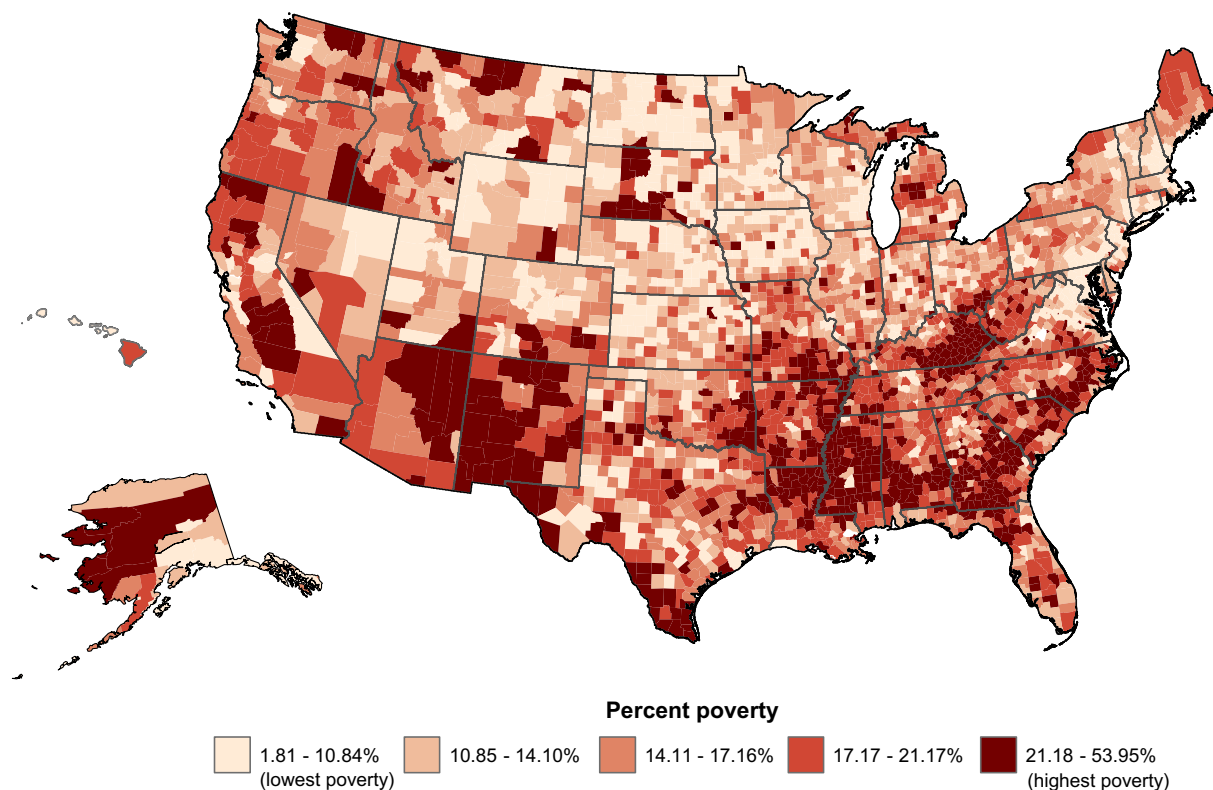 Percent poverty
1.81 - 10.84%
(lowest poverty)
10.85 - 14.10%
14.11 - 17.16%
17.17 - 21.17%
21.18 - 53.95%
(highest poverty)